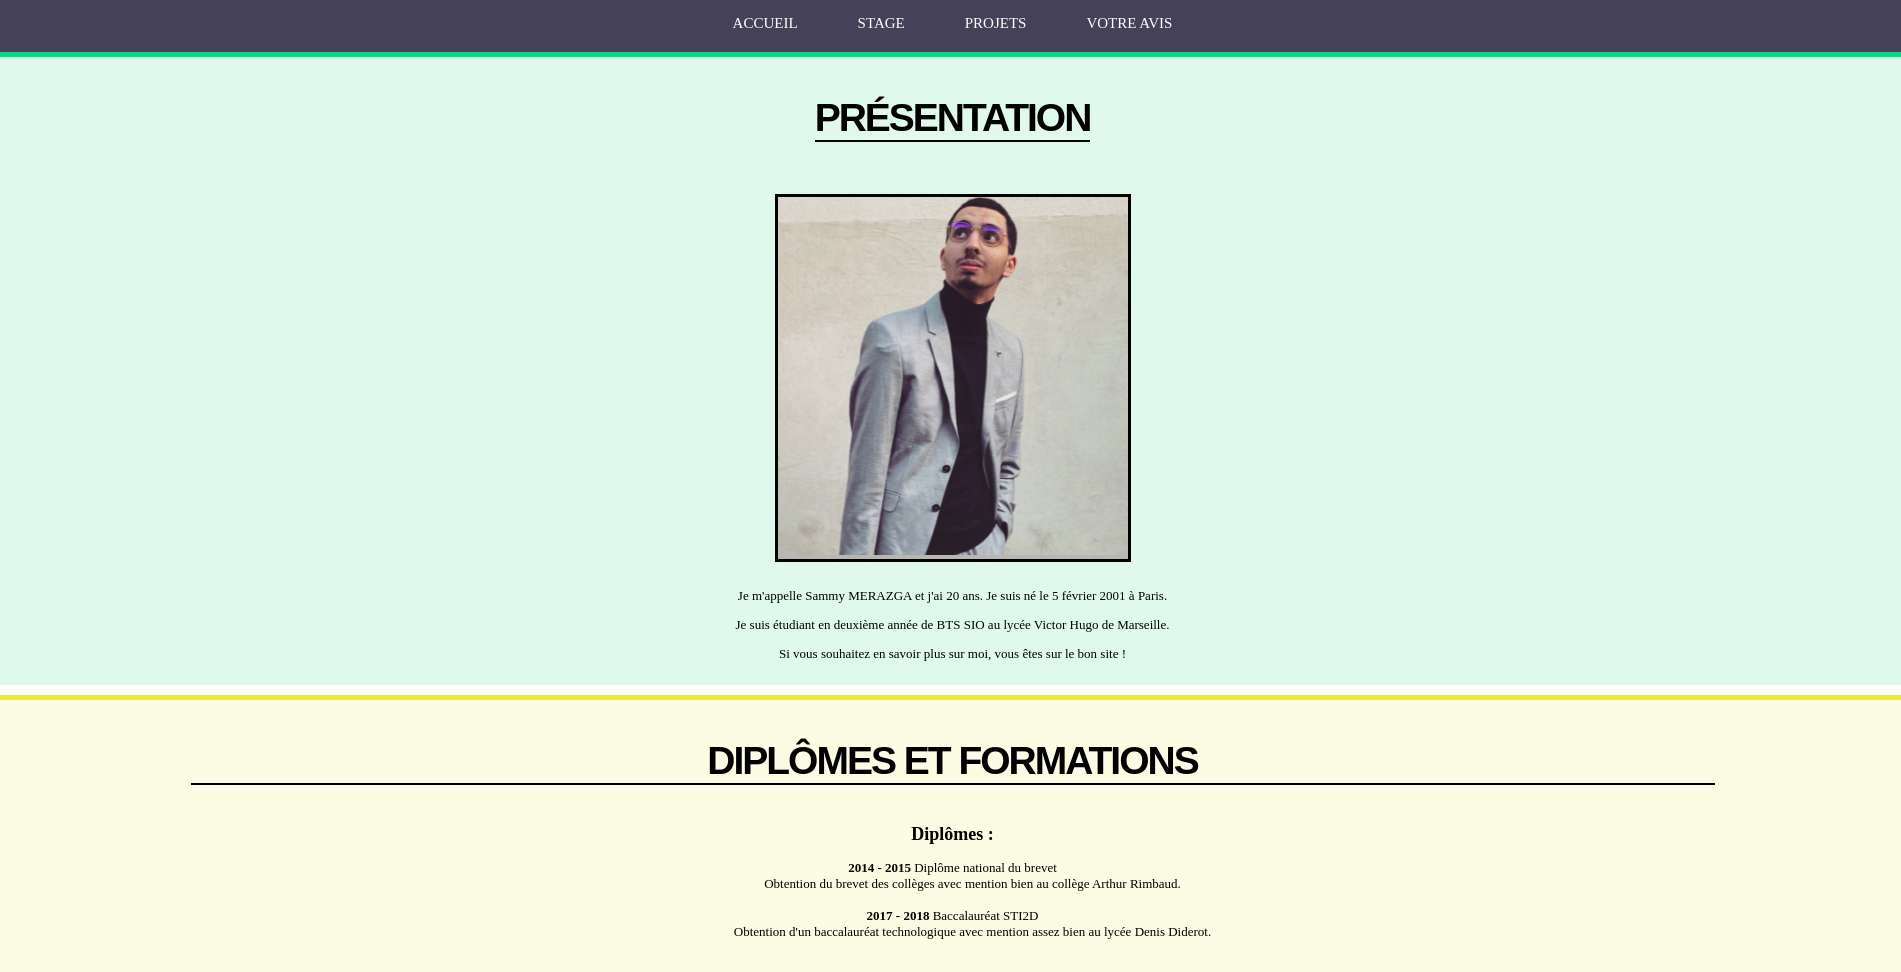 ACCUEIL STAGE PROJETS VOTRE AVIS
PRÉSENTATION
Je m'appelle Sammy MERAZGA et j'ai 20 ans. Je suis né le 5 février 2001 à Paris.
Je suis étudiant en deuxième année de BTS SIO au lycée Victor Hugo de Marseille.
Si vous souhaitez en savoir plus sur moi, vous êtes sur le bon site !
DIPLÔMES ET FORMATIONS
Diplômes :
2014 - 2015 Diplôme national du brevet
Obtention du brevet des collèges avec mention bien au collège Arthur Rimbaud.
2017 - 2018 Baccalauréat STI2D
Obtention d'un baccalauréat technologique avec mention assez bien au lycée Denis Diderot.